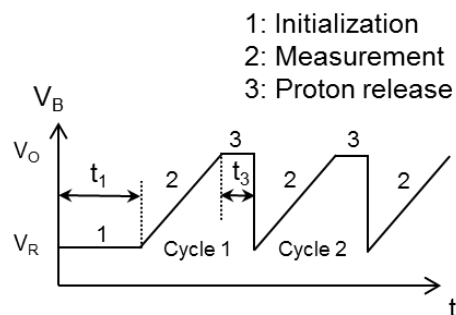 1: Initialization
2: Measurement
3: Proton release
V_B
V_O
V_R
t_1
1
2
3
t_3
Cycle 1
2
3
Cycle 2
2
t